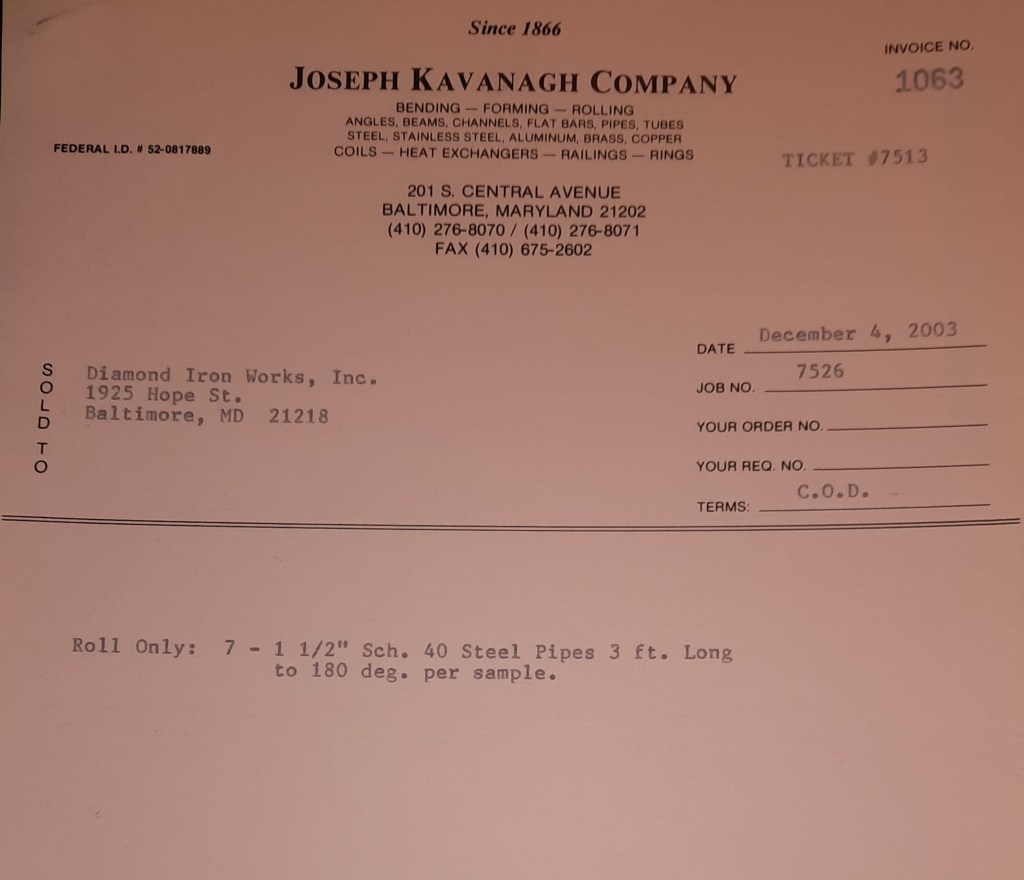 Since 1866
INVOICE NO.
1063
JOSEPH KAVANAGH COMPANY
BENDING — FORMING — ROLLING
ANGLES, BEAMS, CHANNELS, FLAT BARS, PIPES, TUBES
STEEL, STAINLESS STEEL, ALUMINUM, BRASS, COPPER
COILS — HEAT EXCHANGERS — RAILINGS — RINGS
FEDERAL I.D. # 52-0817889
TICKET #7513
201 S. CENTRAL AVENUE
BALTIMORE, MARYLAND 21202
(410) 276-8070 / (410) 276-8071
FAX (410) 675-2602
SOLD TO
Diamond Iron Works, Inc.
1925 Hope St.
Baltimore, MD 21218
DATE December 4, 2003
JOB NO. 7526
YOUR ORDER NO.
YOUR REQ. NO.
TERMS: C.O.D.
Roll Only: 7 - 1 1/2" Sch. 40 Steel Pipes 3 ft. Long
to 180 deg. per sample.